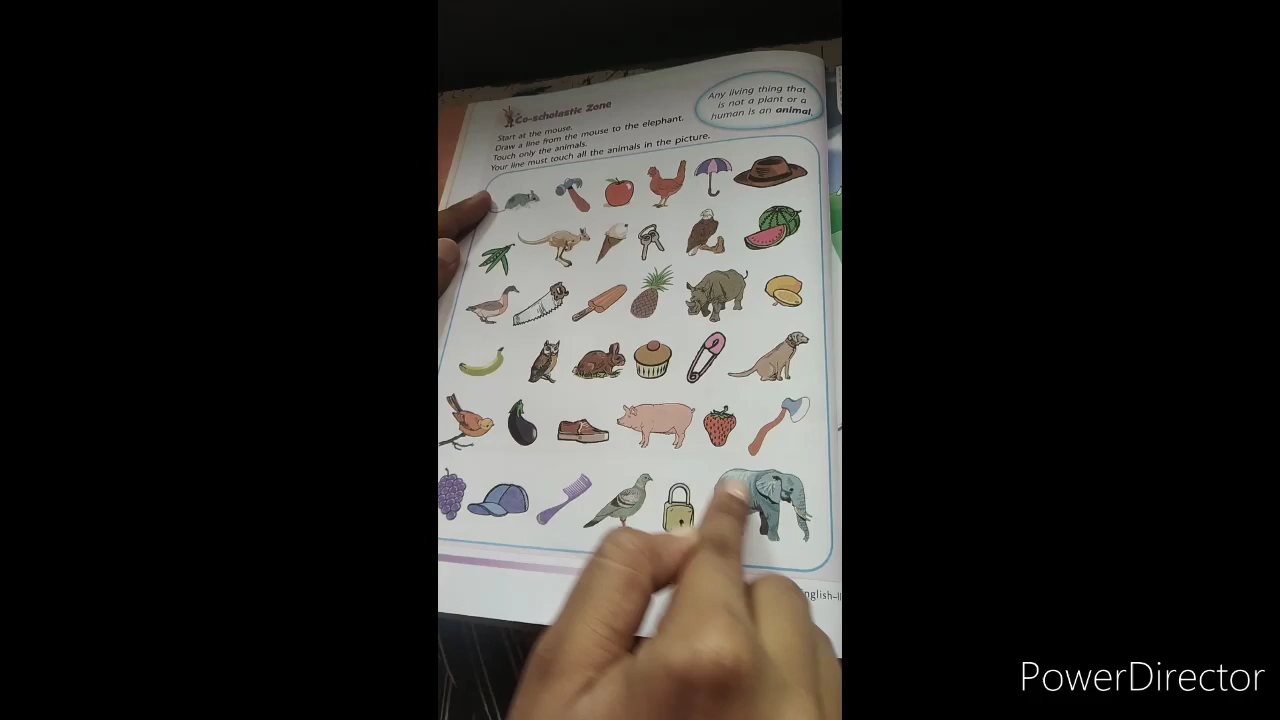 Co-scholastic Zone
Any living thing that
is not a plant or a
human is an animal.
Start at the mouse.
Draw a line from the mouse to the elephant.
Touch only the animals.
Your line must touch all the animals in the picture.
PowerDirector